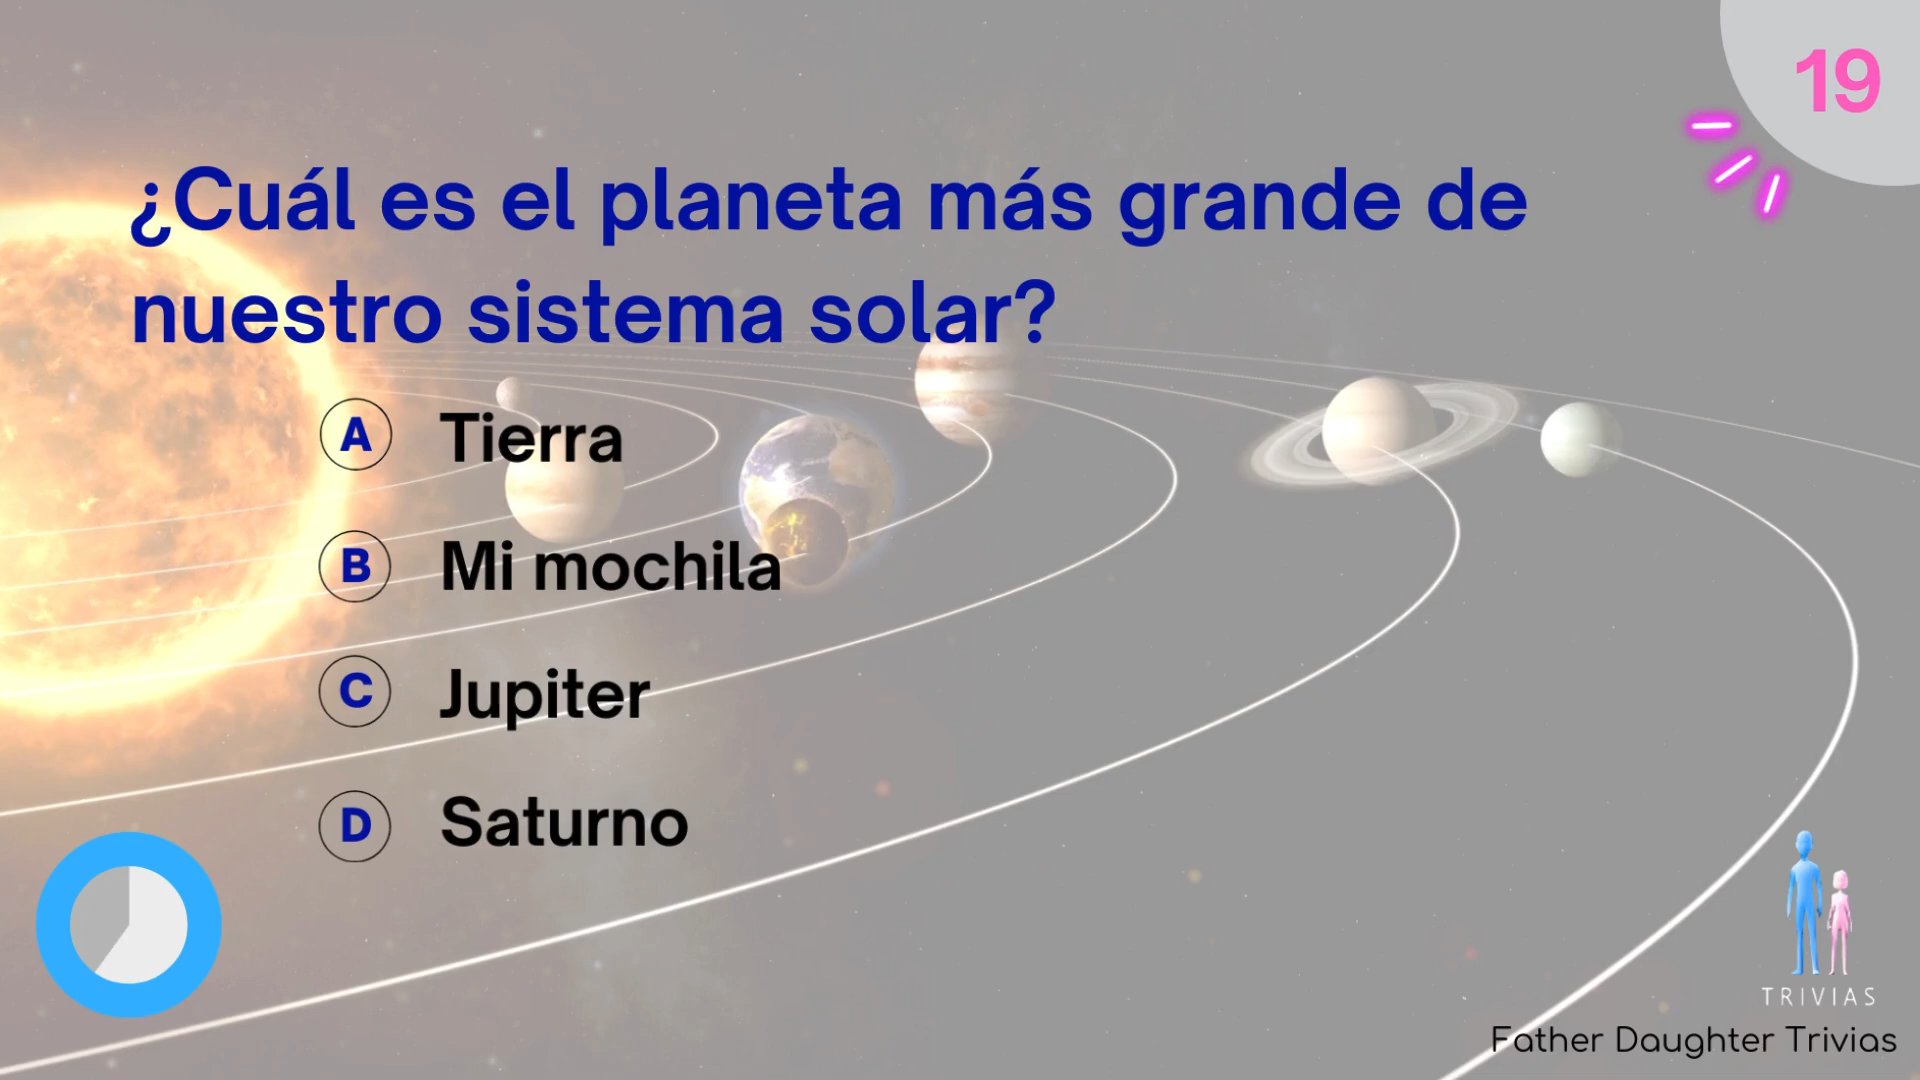 19
¿Cuál es el planeta más grande de
nuestro sistema solar?
A Tierra
B Mi mochila
C Jupiter
D Saturno
TRIVIAS
Father Daughter Trivias